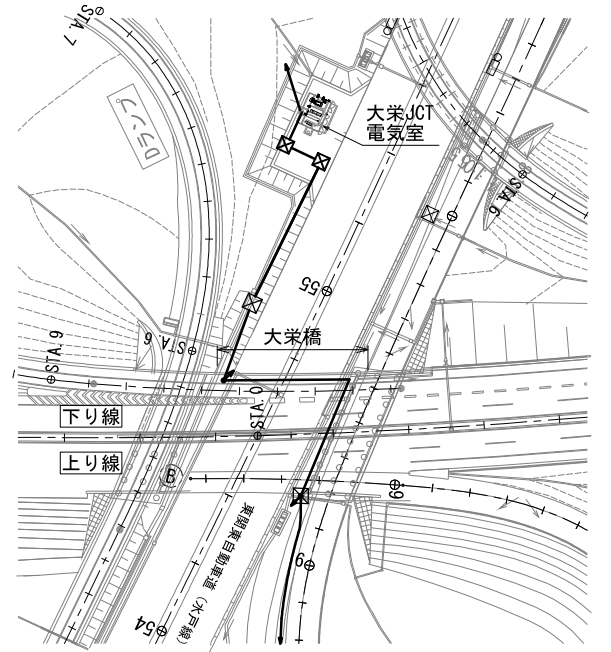 STA. 7
Dランプ
大栄JCT
電気室
STA. 6
55
大栄橋
STA. 6
STA. 9
STA. 0
下り線
上り線
B
東関東自動車道（水戸線）
54